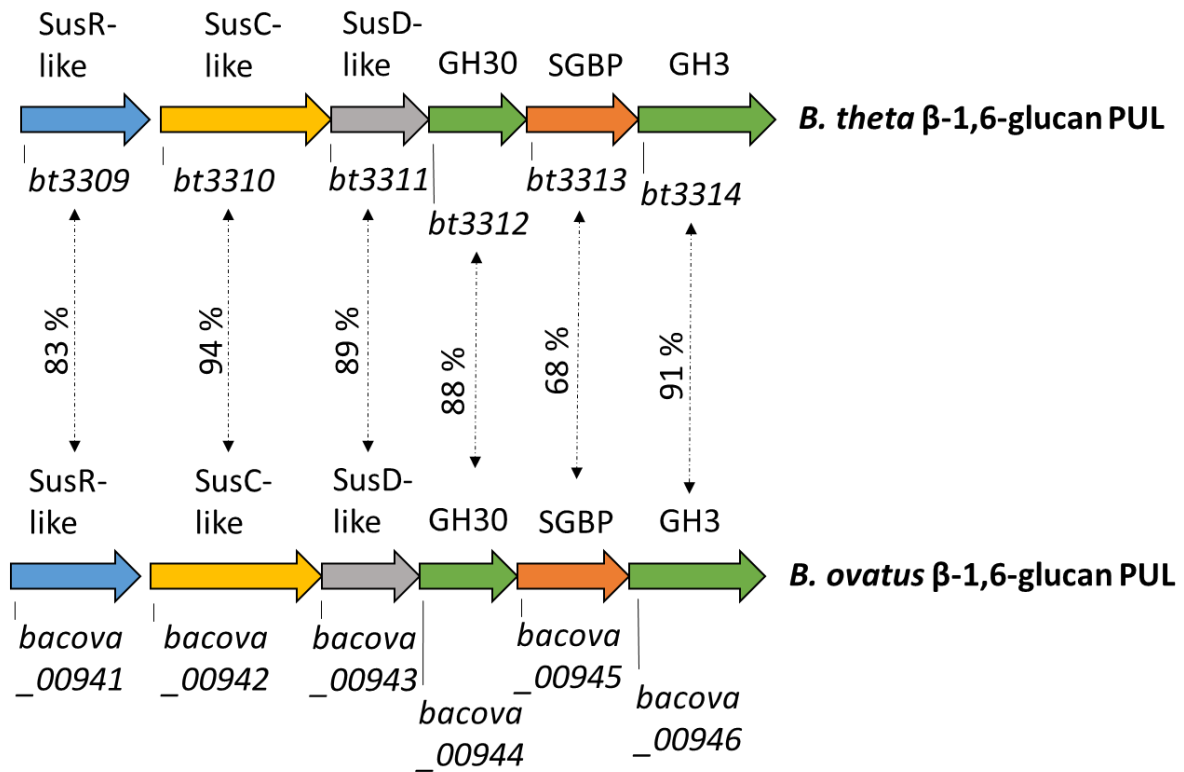 SusR-
like
SusC-
like
SusD-
like
GH30
SGBP
GH3
B. theta β-1,6-glucan PUL
bt3309
bt3310
bt3311
bt3312
bt3313
bt3314
83 %
94 %
89 %
88 %
68 %
91 %
SusR-
like
SusC-
like
SusD-
like
GH30
SGBP
GH3
B. ovatus β-1,6-glucan PUL
bacova
_00941
bacova
_00942
bacova
_00943
bacova
_00944
bacova
_00945
bacova
_00946